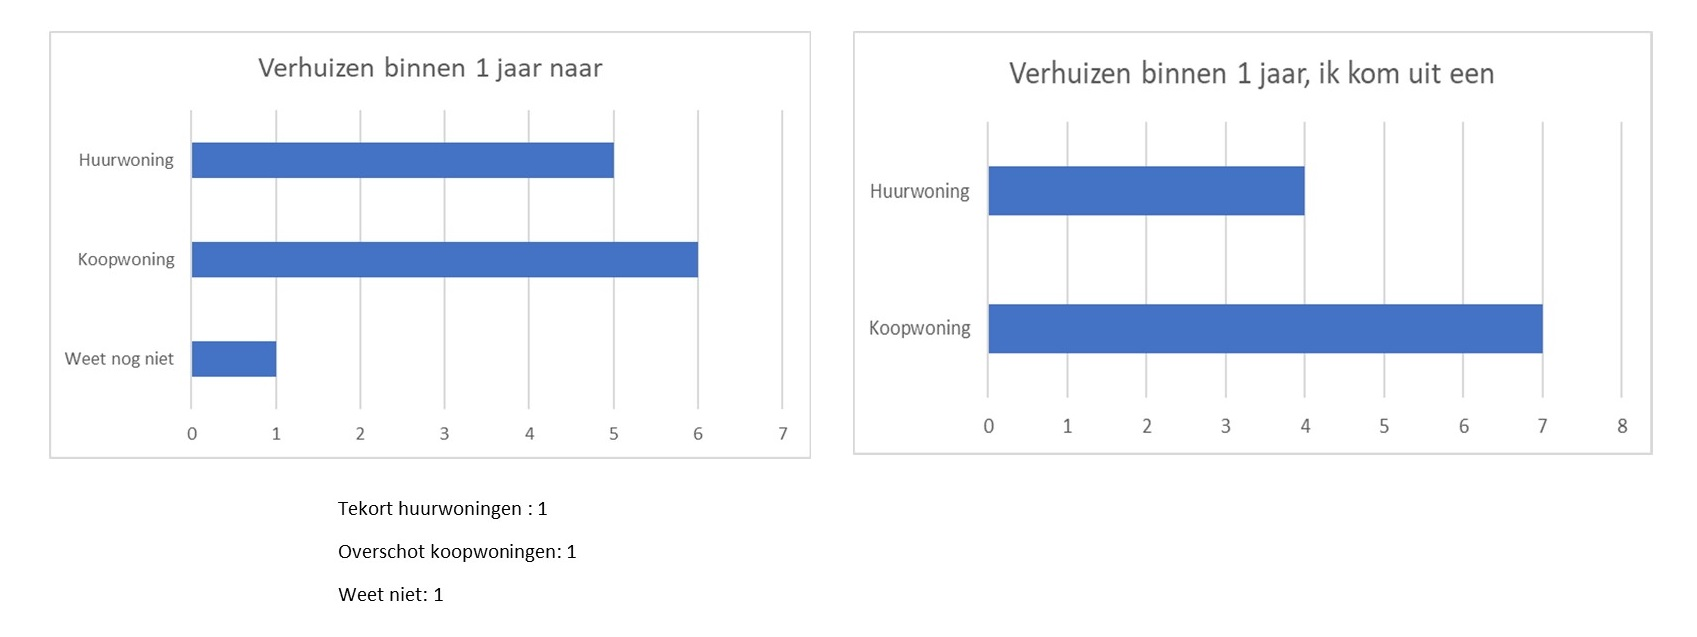 Verhuizen binnen 1 jaar naar
Huurwoning
Koopwoning
Weet nog niet
0 1 2 3 4 5 6 7
Verhuizen binnen 1 jaar, ik kom uit een
Huurwoning
Koopwoning
0 1 2 3 4 5 6 7 8
Tekort huurwoningen : 1
Overschot koopwoningen: 1
Weet niet: 1